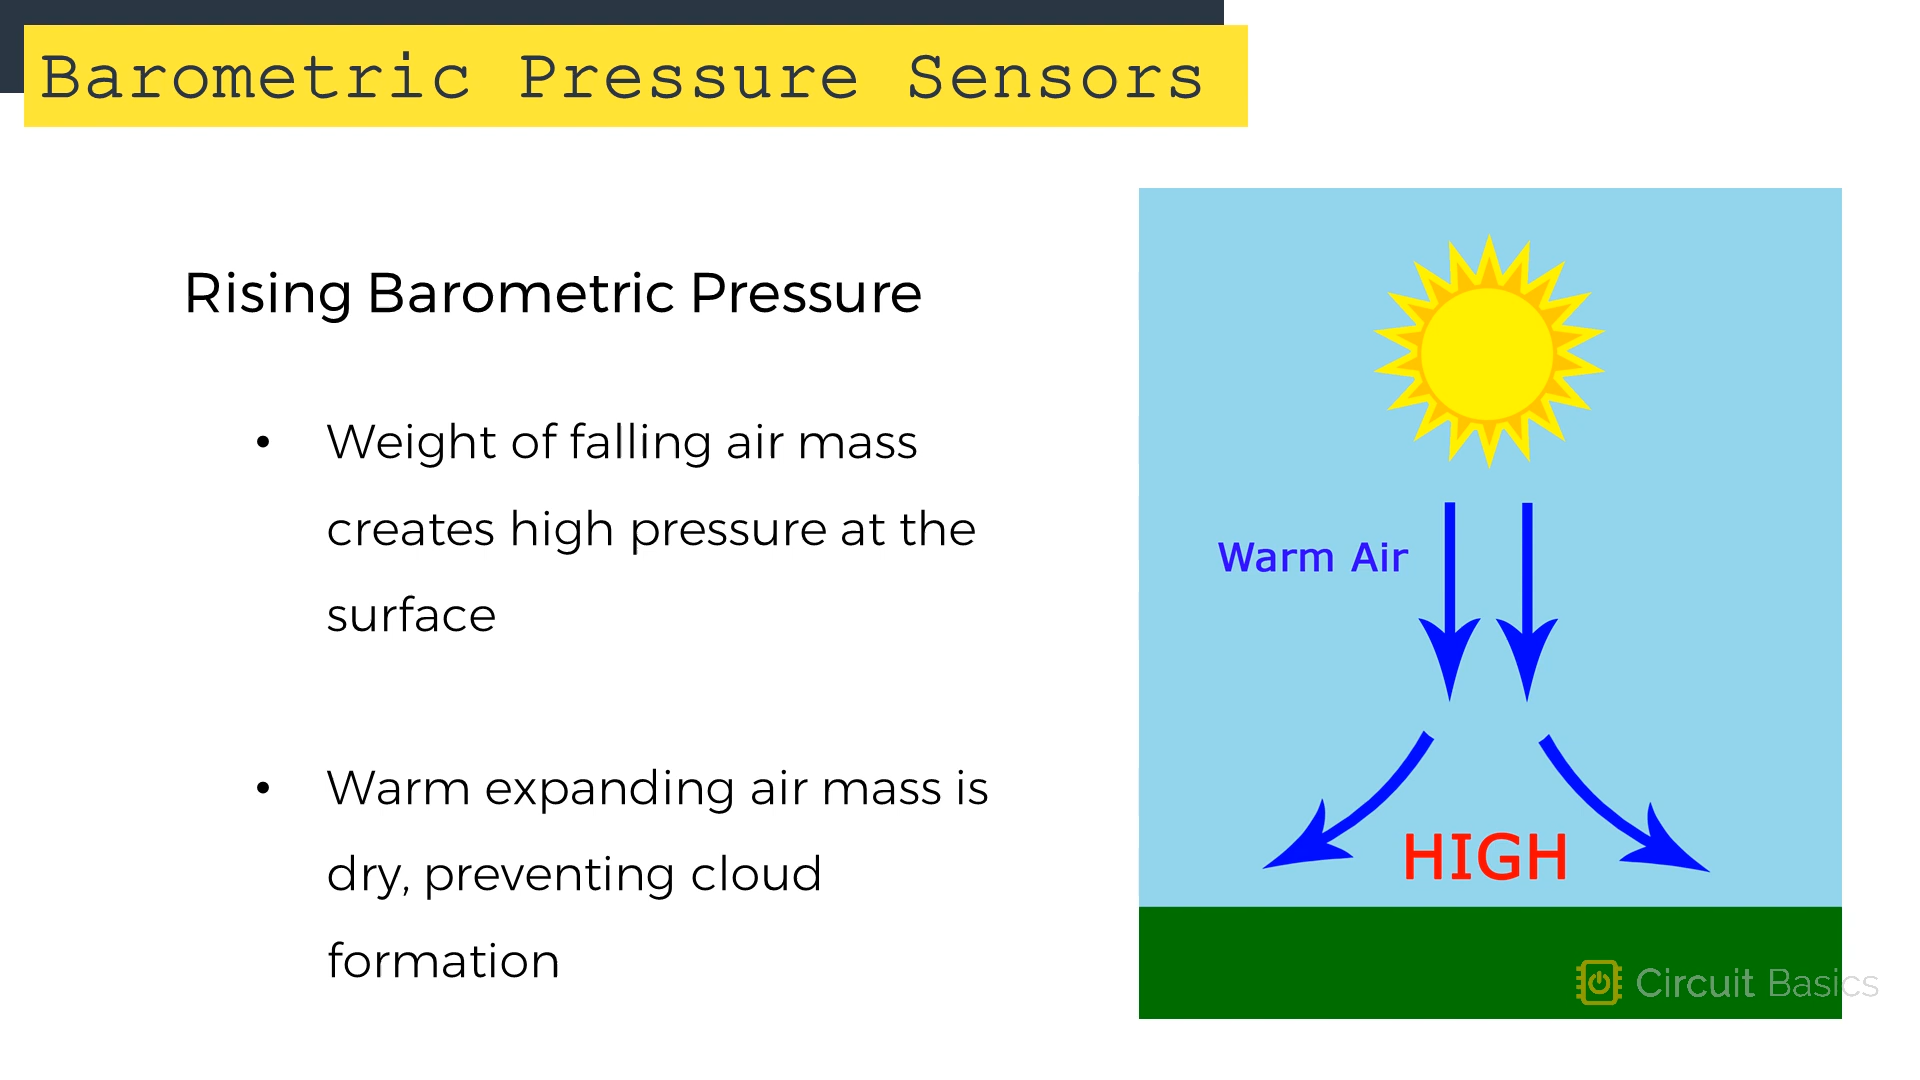 Barometric Pressure Sensors
Rising Barometric Pressure
• Weight of falling air mass
creates high pressure at the
surface
• Warm expanding air mass is
dry, preventing cloud
formation
Warm Air
HIGH
Circuit Basics